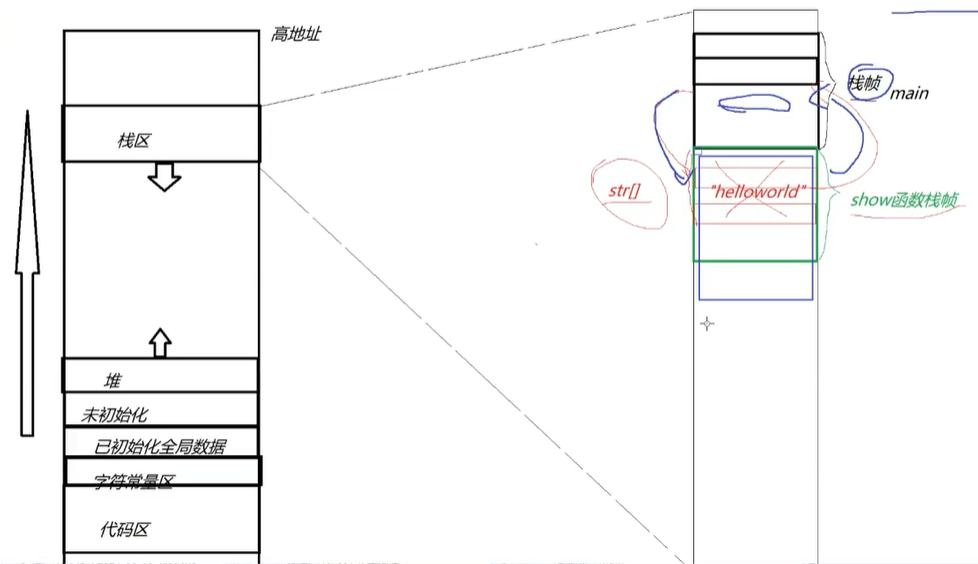 高地址
栈区
堆
未初始化
已初始化全局数据
字符常量区
代码区
栈帧
main
str[]
"helloworld"
show函数栈帧